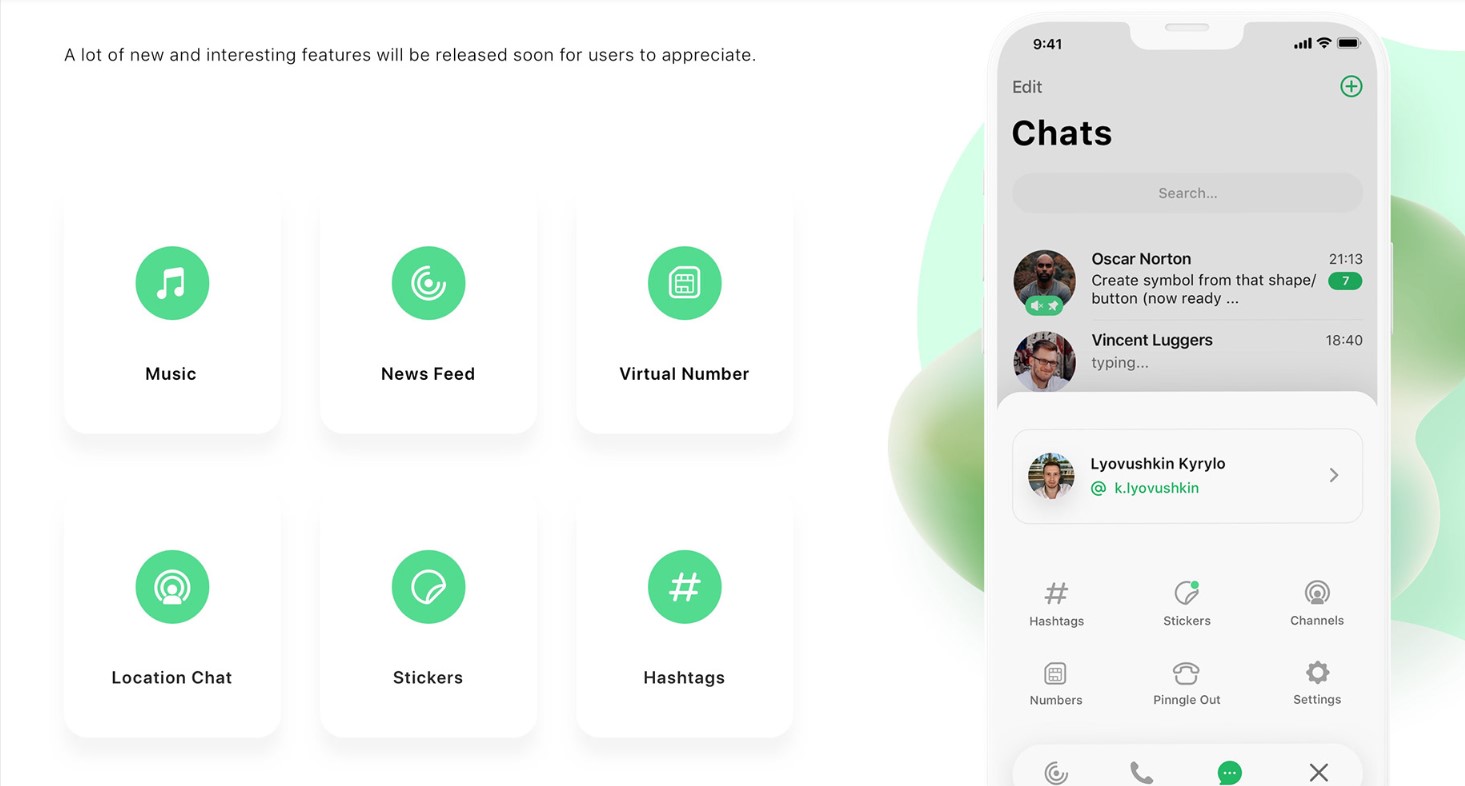 A lot of new and interesting features will be released soon for users to appreciate.
Music
News Feed
Virtual Number
Location Chat
Stickers
Hashtags
9:41
Edit
Chats
Search...
Oscar Norton 21:13
Create symbol from that shape/ 7
button (now ready ...
Vincent Luggers 18:40
typing...
Lyovushkin Kyrylo
@ k.lyovushkin
Hashtags Stickers Channels
Numbers Pinngle Out Settings